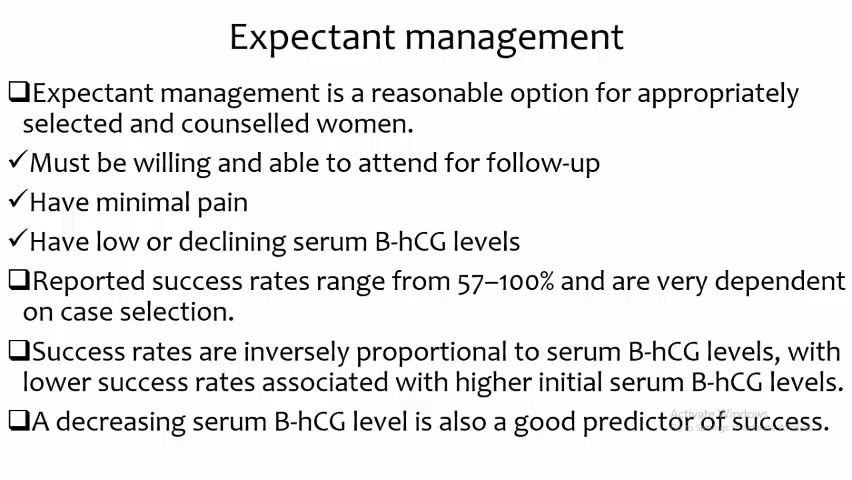 Expectant management
❑Expectant management is a reasonable option for appropriately
selected and counselled women.
✓Must be willing and able to attend for follow-up
✓Have minimal pain
✓Have low or declining serum B-hCG levels
❑Reported success rates range from 57–100% and are very dependent
on case selection.
❑Success rates are inversely proportional to serum B-hCG levels, with
lower success rates associated with higher initial serum B-hCG levels.
❑A decreasing serum B-hCG level is also a good predictor of success.
Activate Windows